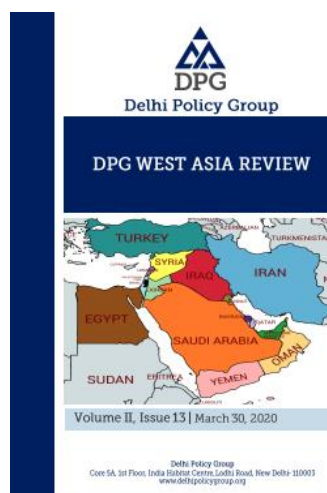 DPG
Delhi Policy Group
DPG WEST ASIA REVIEW
TURKEY
TURKMENISTAN
SYRIA
IRAQ
IRAN
EGYPT
QATAR
SAUDI ARABIA
OMAN
SUDAN
ERITREA
YEMEN
Volume II, Issue 13 | March 30, 2020
Delhi Policy Group
Core 5A, 1st Floor, India Habitat Centre, Lodhi Road, New Delhi- 110003
www.delhipolicygroup.org